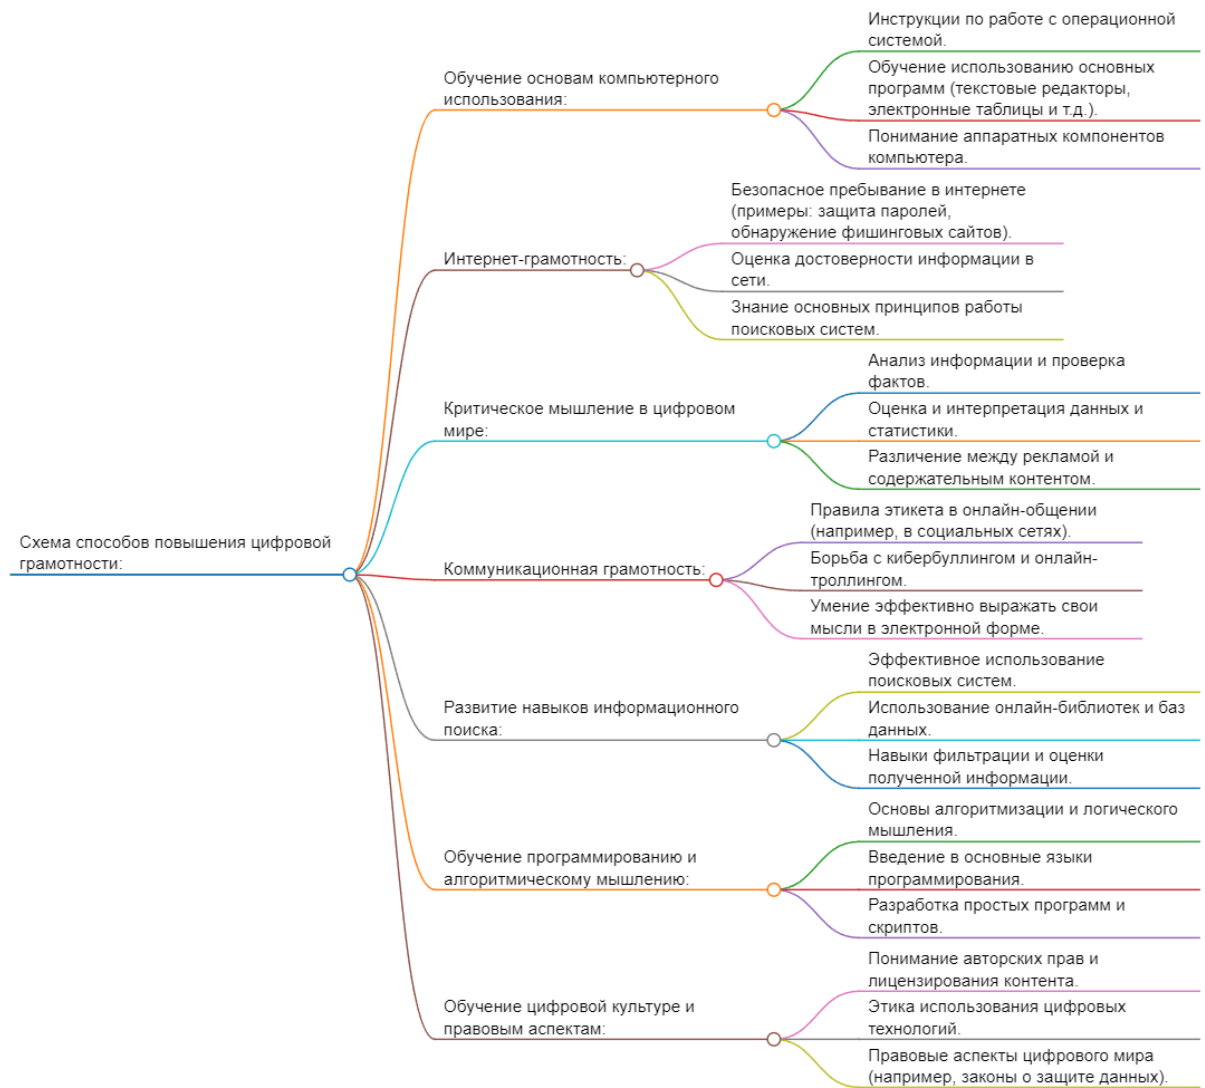 Схема способов повышения цифровой
грамотности:
Обучение основам компьютерного
использования:
Инструкции по работе с операционной
системой.
Обучение использованию основных
программ (текстовые редакторы,
электронные таблицы и т.д.).
Понимание аппаратных компонентов
компьютера.
Интернет-грамотность:
Безопасное пребывание в интернете
(примеры: защита паролей,
обнаружение фишинговых сайтов).
Оценка достоверности информации в
сети.
Знание основных принципов работы
поисковых систем.
Критическое мышление в цифровом
мире:
Анализ информации и проверка
фактов.
Оценка и интерпретация данных и
статистики.
Различение между рекламой и
содержательным контентом.
Коммуникационная грамотность:
Правила этикета в онлайн-общении
(например, в социальных сетях).
Борьба с кибербуллингом и онлайн-
троллингом.
Умение эффективно выражать свои
мысли в электронной форме.
Развитие навыков информационного
поиска:
Эффективное использование
поисковых систем.
Использование онлайн-библиотек и баз
данных.
Навыки фильтрации и оценки
полученной информации.
Обучение программированию и
алгоритмическому мышлению:
Основы алгоритмизации и логического
мышления.
Введение в основные языки
программирования.
Разработка простых программ и
скриптов.
Обучение цифровой культуре и
правовым аспектам:
Понимание авторских прав и
лицензирования контента.
Этика использования цифровых
технологий.
Правовые аспекты цифрового мира
(например, законы о защите данных).